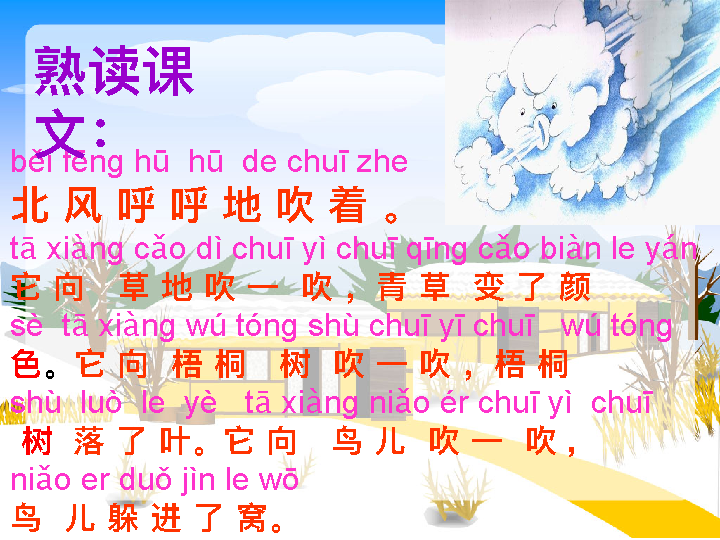 熟读课
文：
běi fēng hū hū de chuī zhe
北风呼呼地吹着。
tā xiàng cǎo dì chuī yì chuī qīng cǎo biàn le yán
它向 草地吹一 吹，青草 变了颜
sè tā xiàng wú tóng shù chuī yī chuī wú tóng
色。它向 梧桐 树 吹一吹，梧桐
shù luò le yè tā xiàng niǎo ér chuī yì chuī
树 落了叶。它向 鸟儿 吹一 吹，
niǎo er duǒ jìn le wō
鸟 儿躲进了窝。